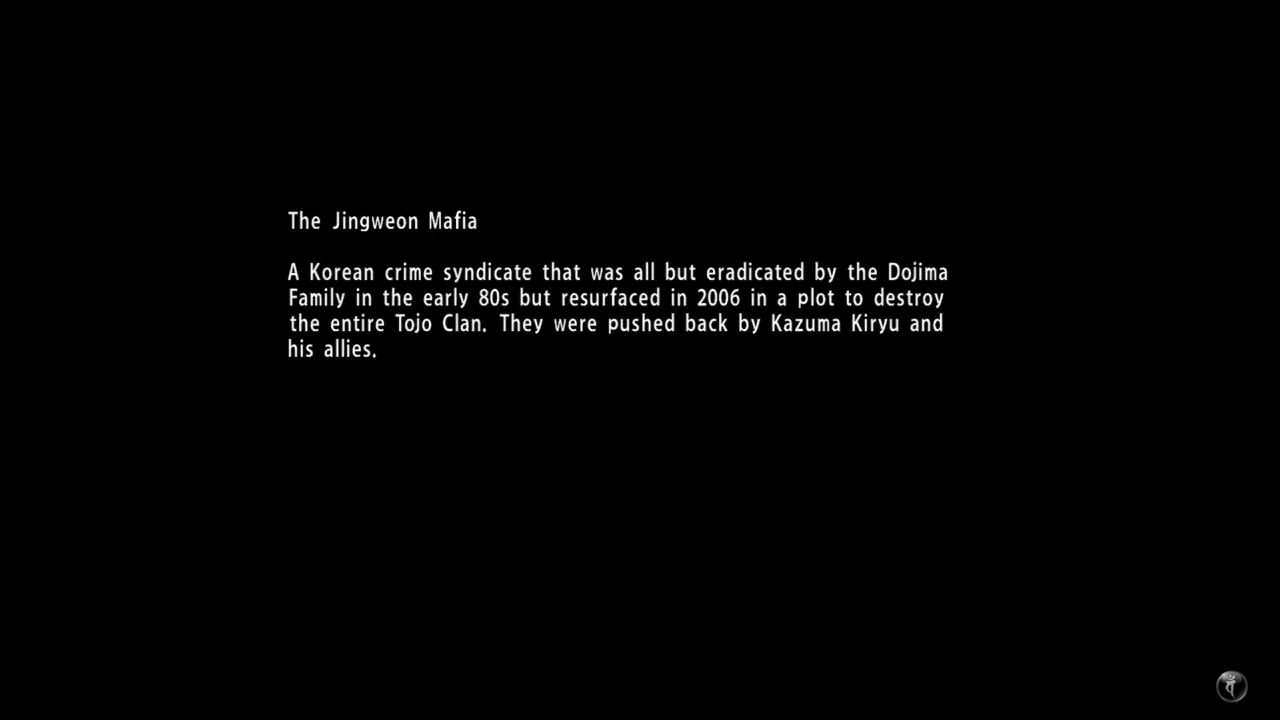 The Jingweon Mafia
A Korean crime syndicate that was all but eradicated by the Dojima
Family in the early 80s but resurfaced in 2006 in a plot to destroy
the entire Tojo Clan. They were pushed back by Kazuma Kiryu and
his allies.